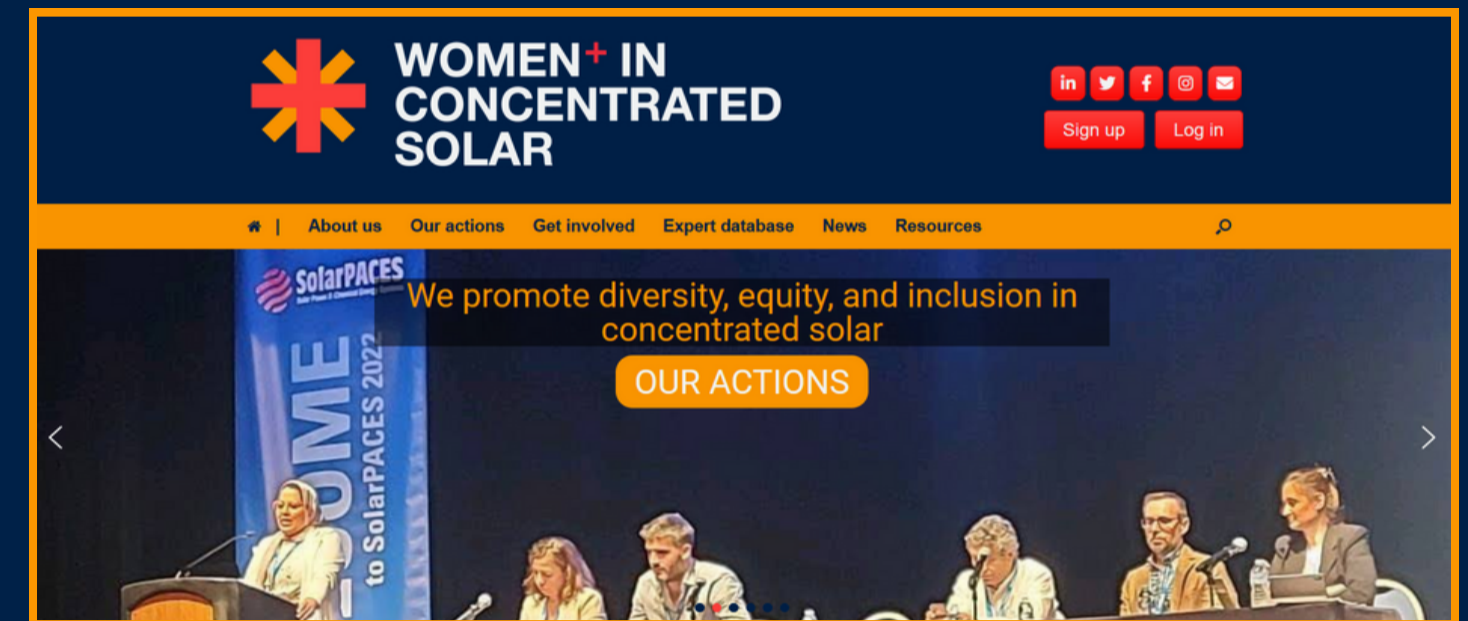 WOMEN+ IN
CONCENTRATED
SOLAR
Sign up Log in
| About us Our actions Get involved Expert database News Resources
SolarPACES
We promote diversity, equity, and inclusion in
concentrated solar
OUR ACTIONS
OME
to SolarPACES 2022